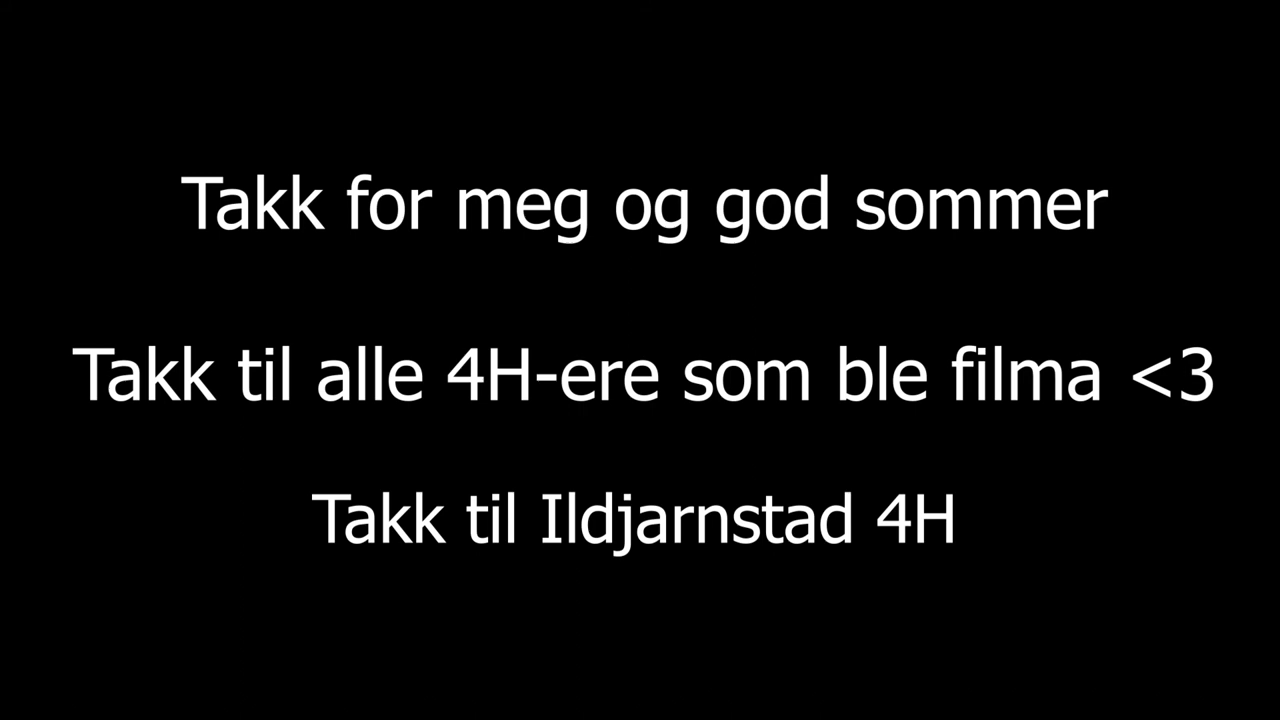 Takk for meg og god sommer
Takk til alle 4H-ere som ble filma <3
Takk til Ildjarnstad 4H